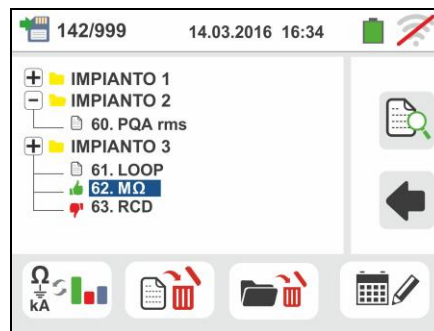 142/999 14.03.2016 16:34
IMPIANTO 1
IMPIANTO 2
60. PQA rms
IMPIANTO 3
61. LOOP
62. MΩ
63. RCD
Ω
kA